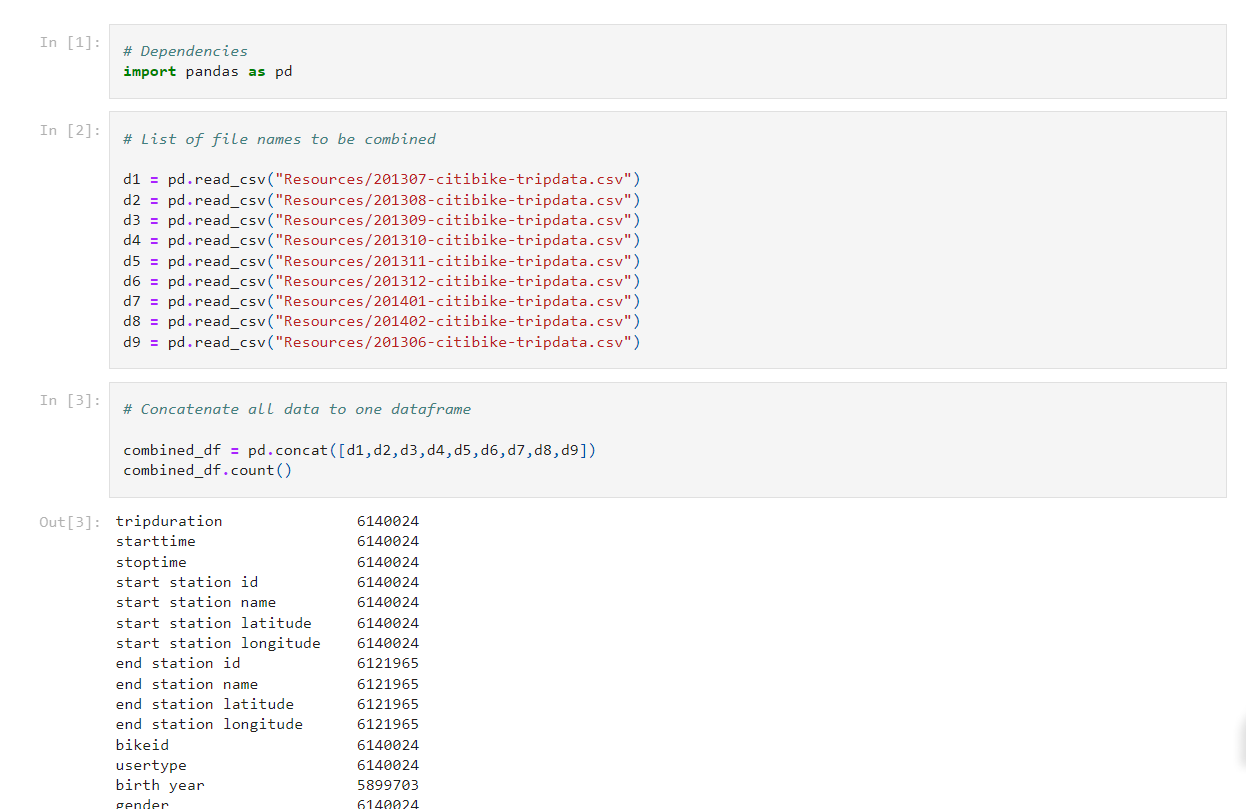 In [1]:
# Dependencies
import pandas as pd
In [2]:
# List of file names to be combined
d1 = pd.read_csv("Resources/201307-citibike-tripdata.csv")
d2 = pd.read_csv("Resources/201308-citibike-tripdata.csv")
d3 = pd.read_csv("Resources/201309-citibike-tripdata.csv")
d4 = pd.read_csv("Resources/201310-citibike-tripdata.csv")
d5 = pd.read_csv("Resources/201311-citibike-tripdata.csv")
d6 = pd.read_csv("Resources/201312-citibike-tripdata.csv")
d7 = pd.read_csv("Resources/201401-citibike-tripdata.csv")
d8 = pd.read_csv("Resources/201402-citibike-tripdata.csv")
d9 = pd.read_csv("Resources/201306-citibike-tripdata.csv")
In [3]:
# Concatenate all data to one dataframe
combined_df = pd.concat([d1,d2,d3,d4,d5,d6,d7,d8,d9])
combined_df.count()
Out[3]:
tripduration 6140024
starttime 6140024
stoptime 6140024
start station id 6140024
start station name 6140024
start station latitude 6140024
start station longitude 6140024
end station id 6121965
end station name 6121965
end station latitude 6121965
end station longitude 6121965
bikeid 6140024
usertype 6140024
birth year 5899703
gender 6140024